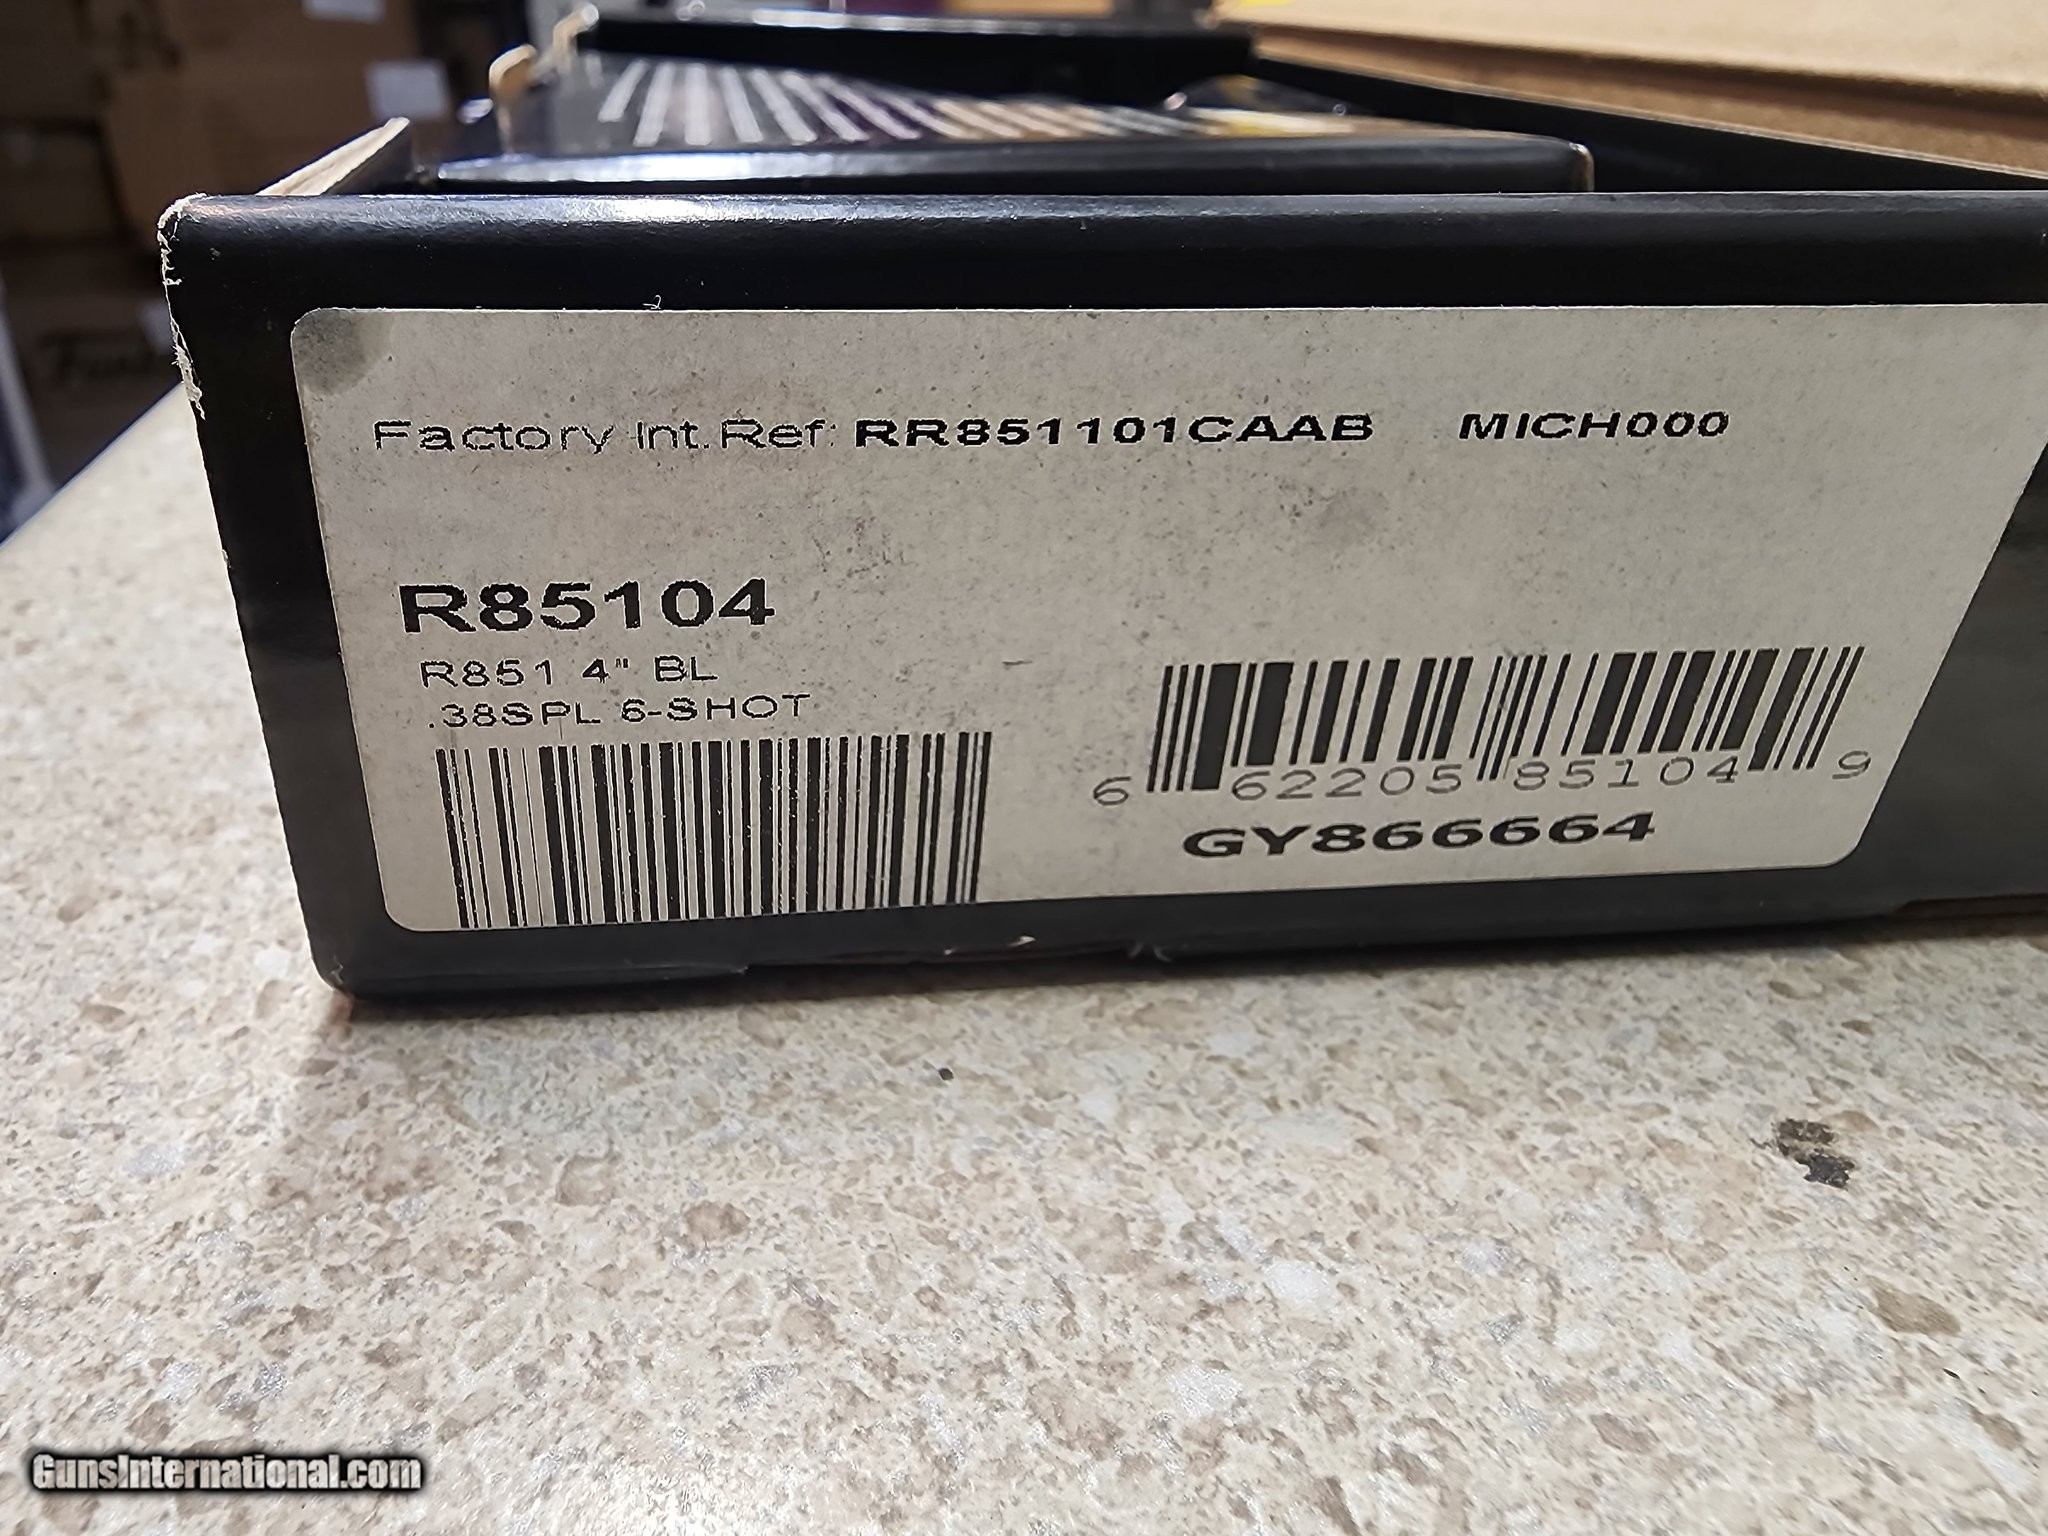 Factory Int. Ref: RR851101CAAB MICH000
R85104
R851 4" BL
.38SPL 6-SHOT
6 62205 85104 9
GY866664
GunsInternational.com